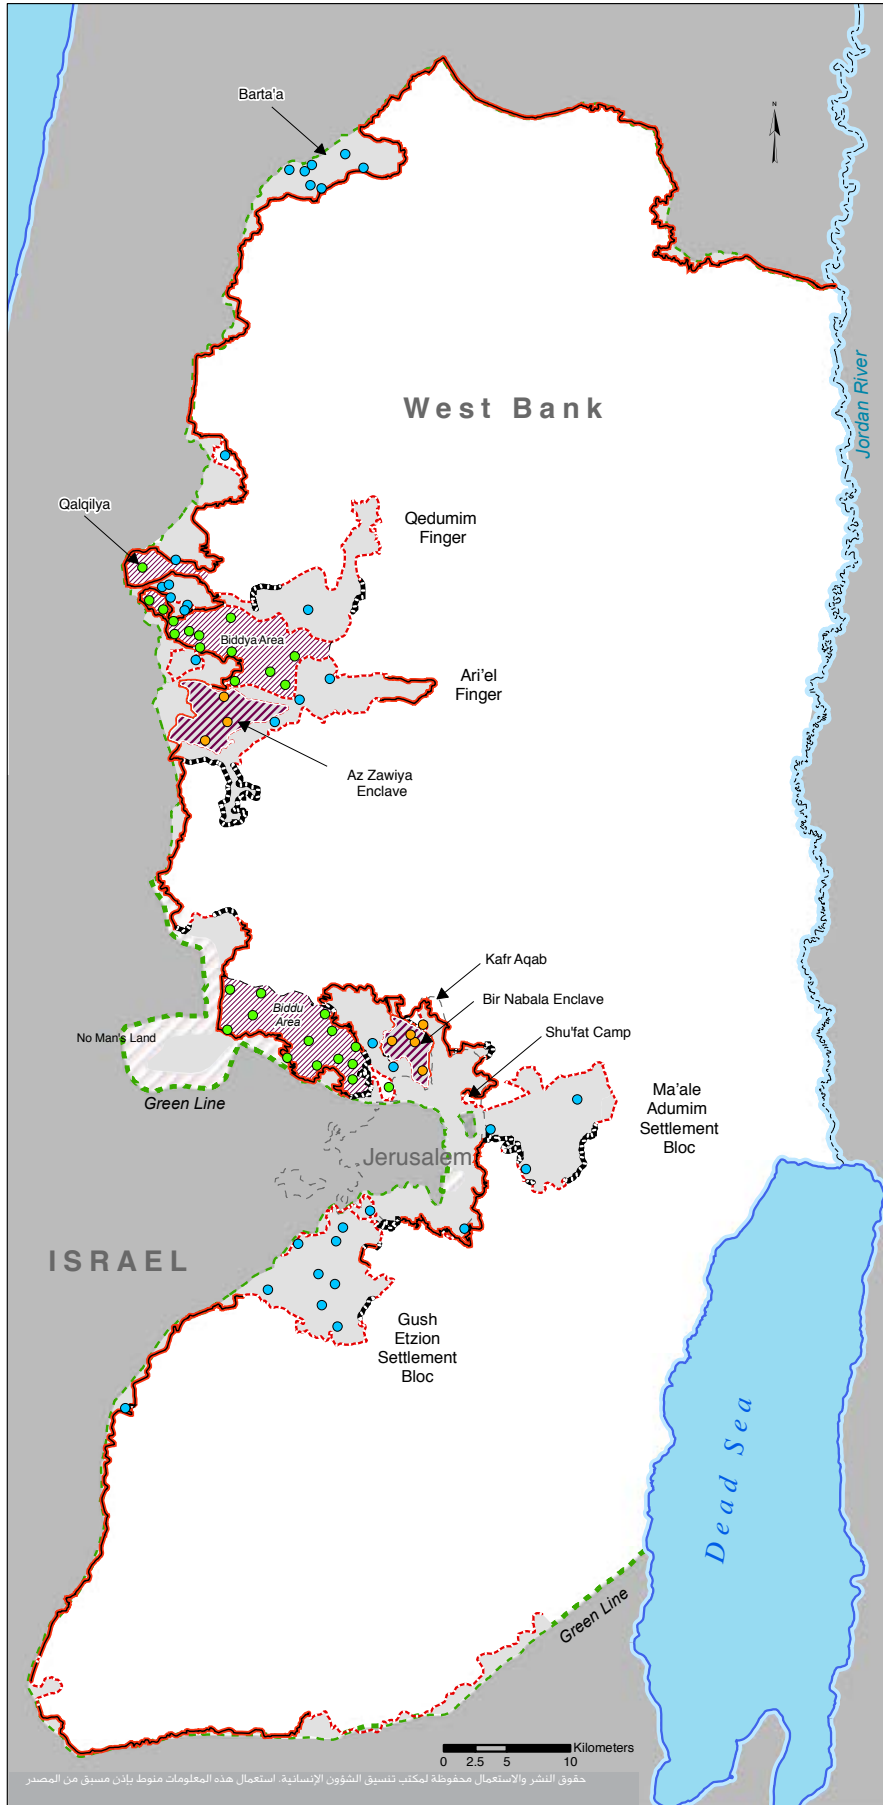 Barta'a
N
West Bank
Jordan River
Qalqilya
Qedumim
Finger
Biddya Area
Ari'el
Finger
Az Zawiya
Enclave
Kafr Aqab
Bir Nabala Enclave
Biddu
Area
Shu'fat Camp
No Man's Land
Green Line
Ma'ale
Adumim
Settlement
Bloc
Jerusalem
ISRAEL
Gush
Etzion
Settlement
Bloc
Dead Sea
Green Line
Kilometers
0 2.5 5 10
حقوق النشر والاستعمال محفوظة لمكتب تنسيق الشؤون الإنسانية. استعمال هذه المعلومات منوط بإذن مسبق من المصدر